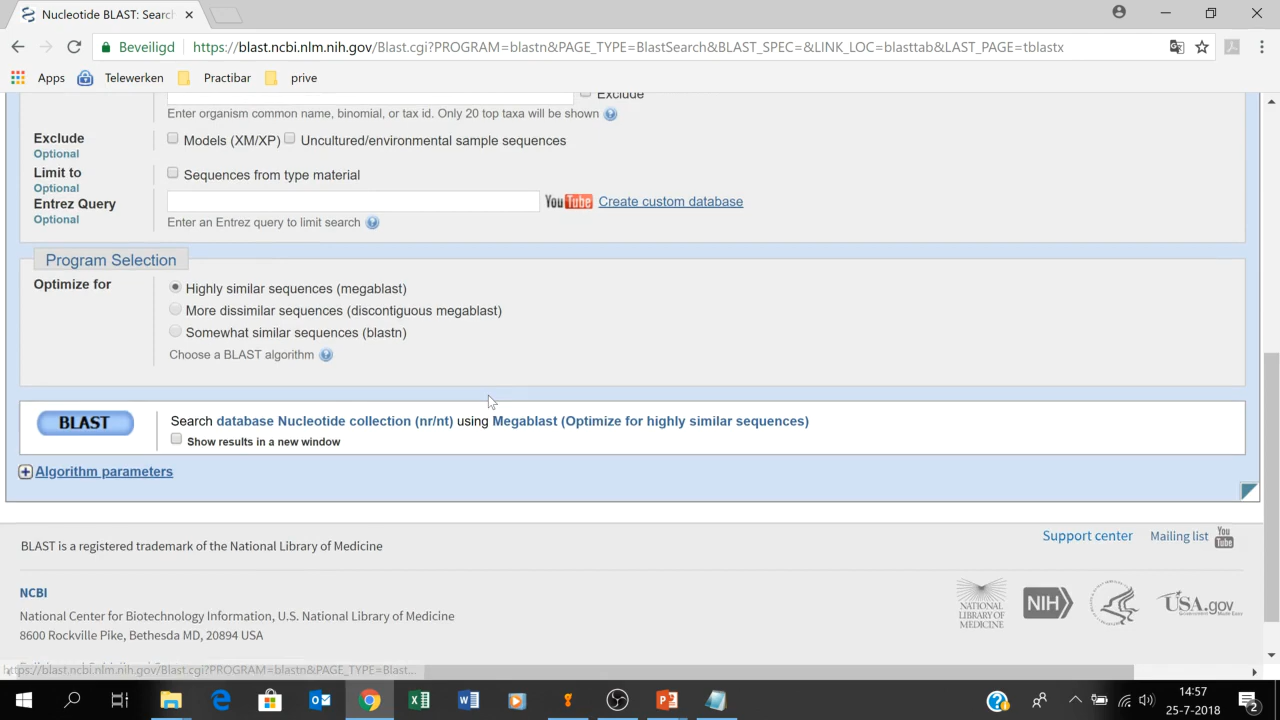 Nucleotide BLAST: Search
Beveiligd https://blast.ncbi.nlm.nih.gov/Blast.cgi?PROGRAM=blastn&PAGE_TYPE=BlastSearch&BLAST_SPEC=&LINK_LOC=blasttab&LAST_PAGE=tblastx
Apps Telewerken Practibar prive
Exclude
Enter organism common name, binomial, or tax id. Only 20 top taxa will be shown
Exclude Models (XM/XP) Uncultured/environmental sample sequences
Optional
Limit to Sequences from type material
Optional
Entrez Query YouTube Create custom database
Optional Enter an Entrez query to limit search
Program Selection
Optimize for Highly similar sequences (megablast)
More dissimilar sequences (discontiguous megablast)
Somewhat similar sequences (blastn)
Choose a BLAST algorithm
BLAST Search database Nucleotide collection (nr/nt) using Megablast (Optimize for highly similar sequences)
Show results in a new window
Algorithm parameters
BLAST is a registered trademark of the National Library of Medicine
Support center Mailing list YouTube
NCBI
National Center for Biotechnology Information, U.S. National Library of Medicine
8600 Rockville Pike, Bethesda MD, 20894 USA
NATIONAL LIBRARY OF MEDICINE NIH USA.gov
https://blast.ncbi.nlm.nih.gov/Blast.cgi?PROGRAM=blastn&PAGE_TYPE=Blast...
14:57
25-7-2018
2